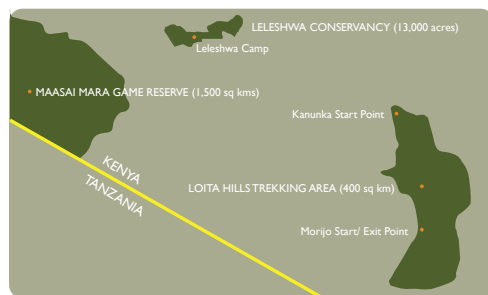 LELESHWA CONSERVANCY (13,000 acres)
Leleshwa Camp
MAASAI MARA GAME RESERVE (1,500 sq kms)
Kanunka Start Point
KENYA
TANZANIA
LOITA HILLS TREKKING AREA (400 sq km)
Morijo Start/ Exit Point